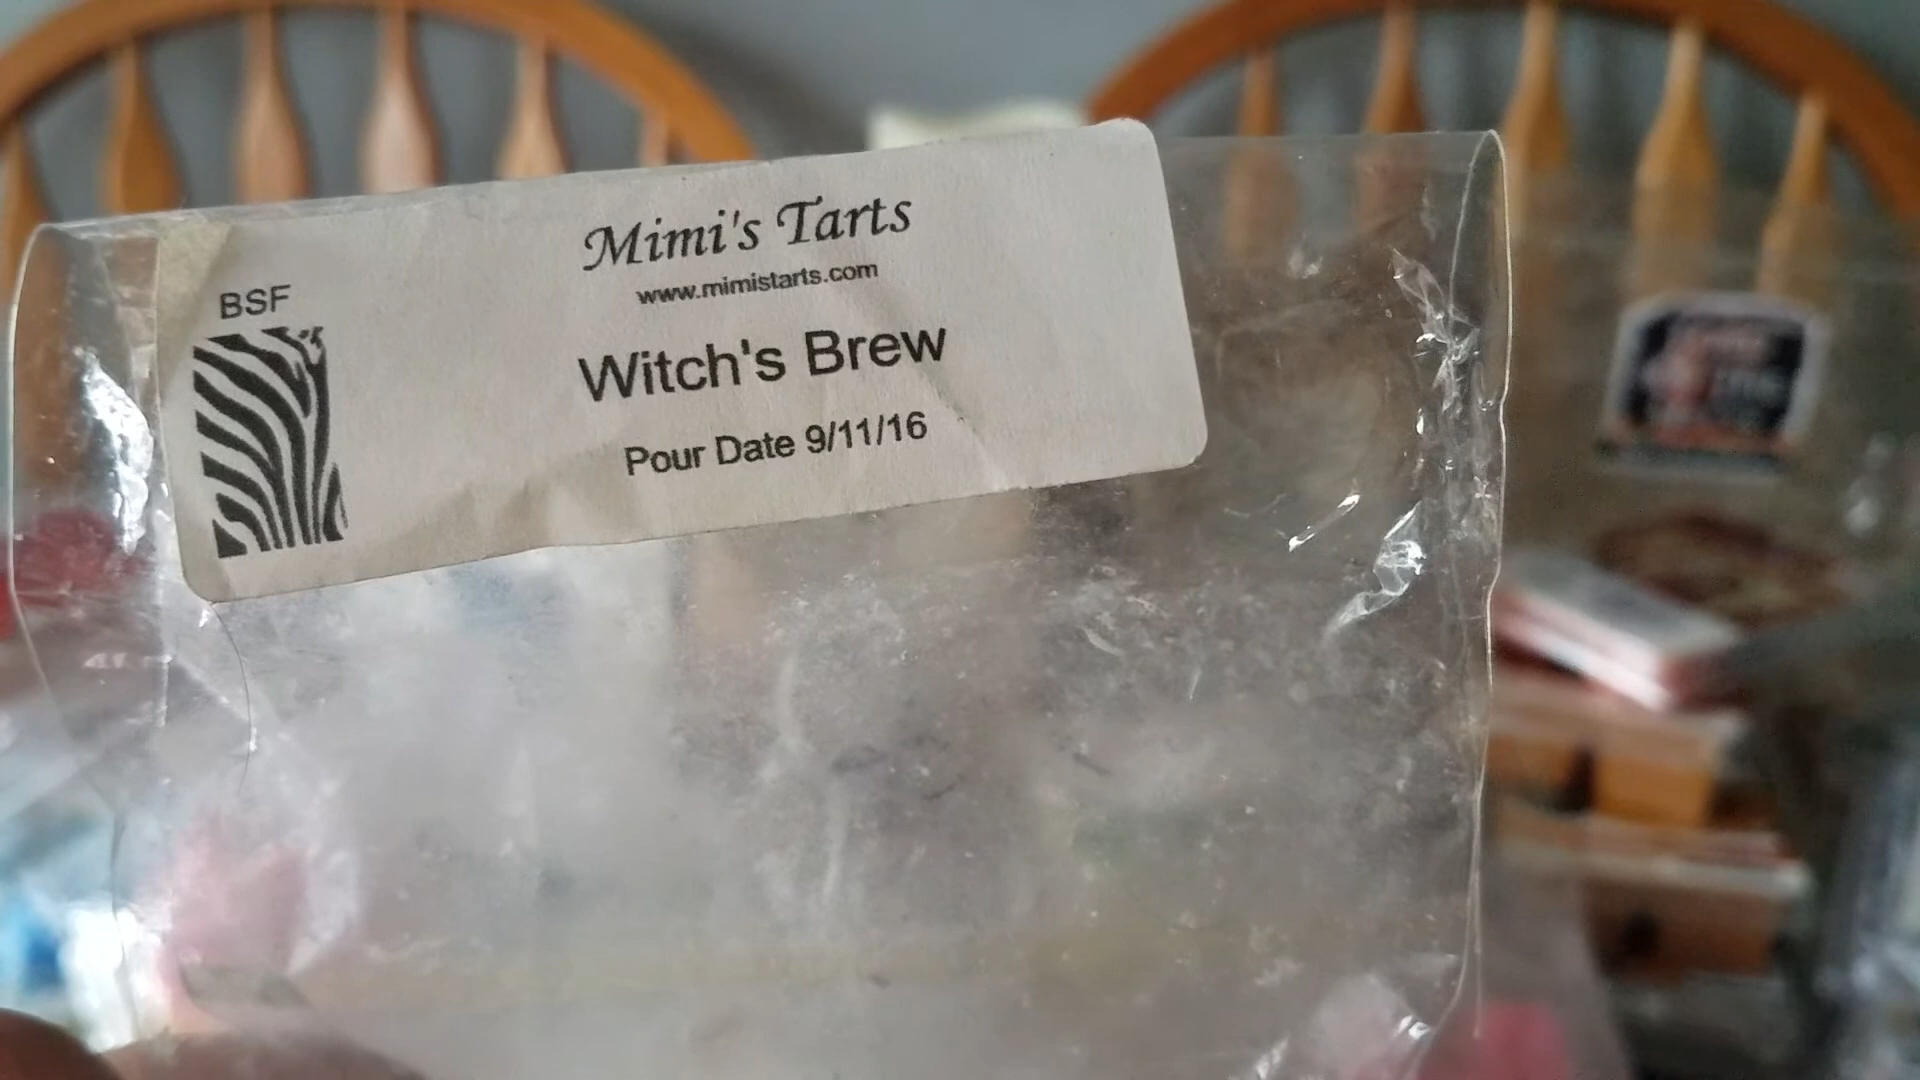 Mimi's Tarts
www.mimistarts.com
BSF
Witch's Brew
Pour Date 9/11/16